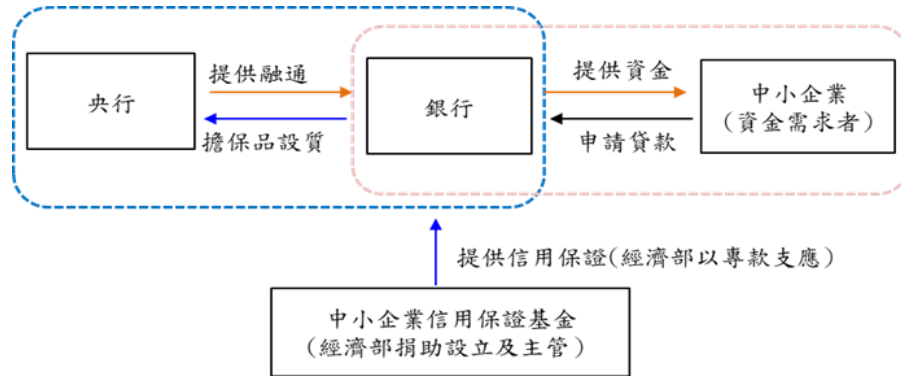 提供融通
提供資金
央行
銀行
中小企業
(資金需求者)
擔保品設質
申請貸款
提供信用保證(經濟部以專款支應)
中小企業信用保證基金
(經濟部捐助設立及主管)